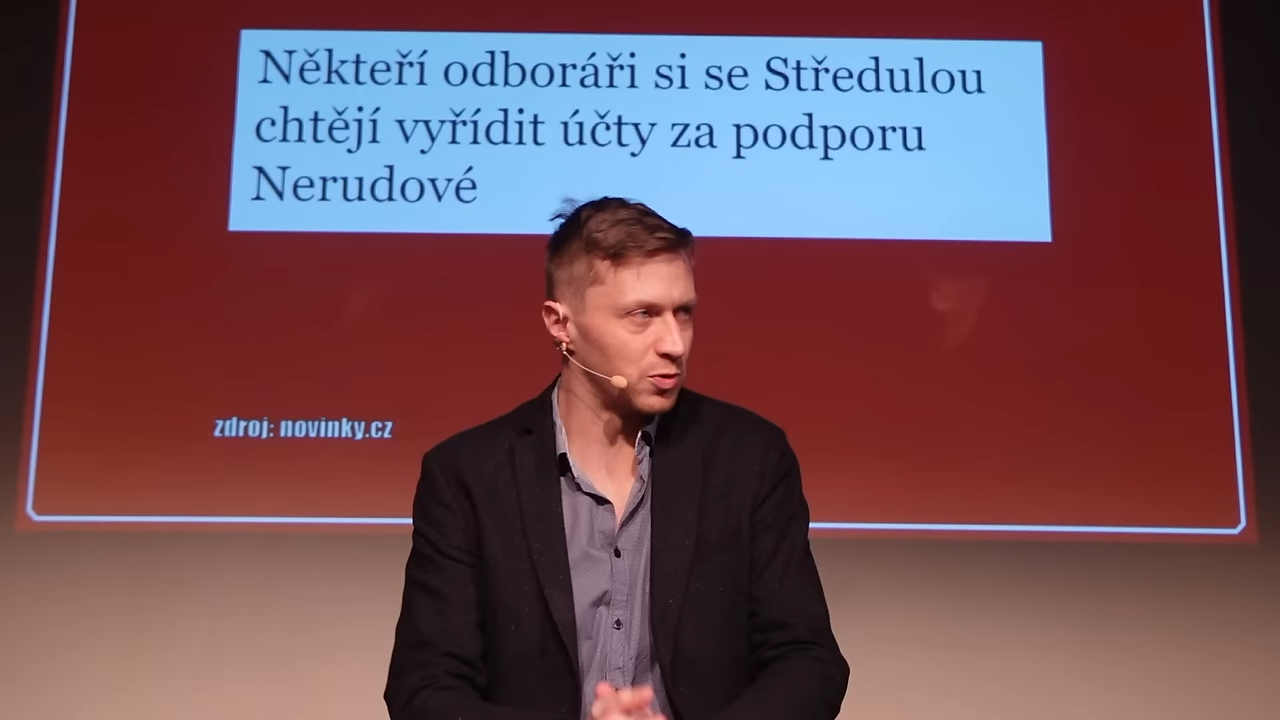 Někteří odboráři si se Středulou
chtějí vyřídit účty za podporu
Nerudové
zdroj: novinky.cz